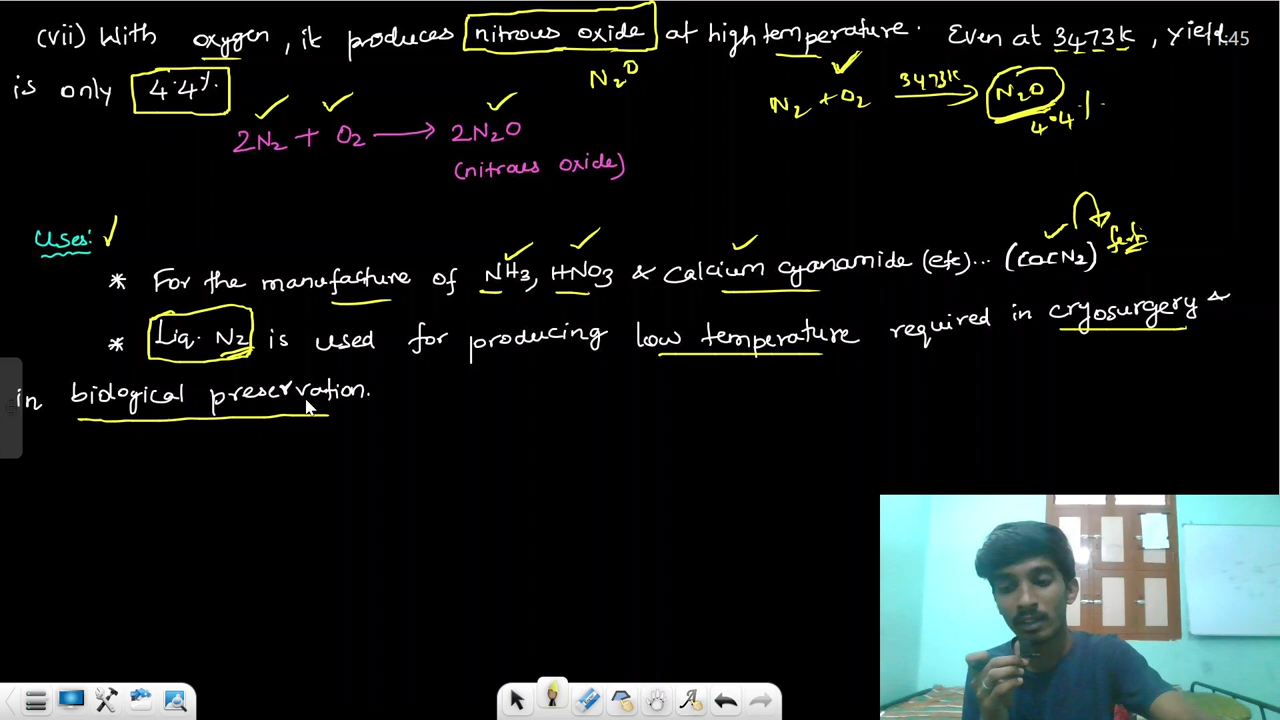 (vii) With oxygen, it produces nitrous oxide at high temperature. Even at 3473k, yield :45
is only 4.4%.
N2O
N2 + O2 3473K → N2O
4.4%
2N2 + O2 → 2N2O
(nitrous oxide)
Uses:
* For the manufacture of NH3, HNO3 & calcium cyanamide (etc)... (CaCN2) ferti
* Liq. N2 is used for producing low temperature required in cryosurgery &
in biological preservation.